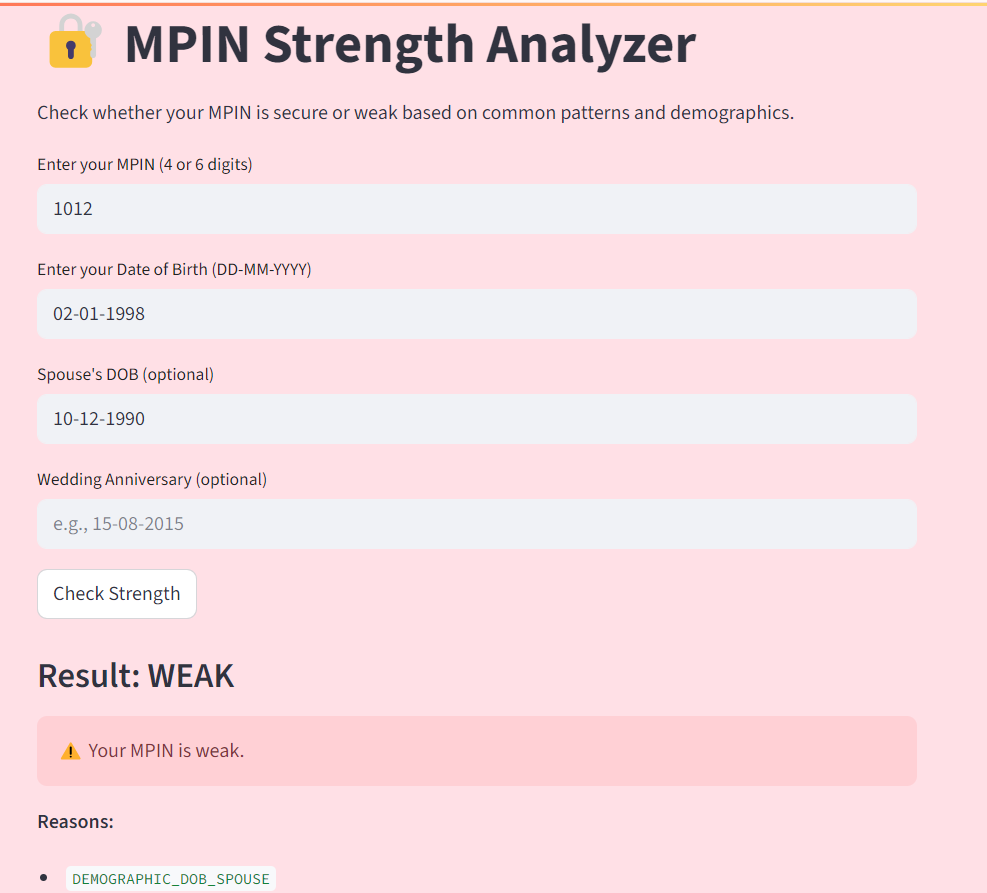 MPIN Strength Analyzer
Check whether your MPIN is secure or weak based on common patterns and demographics.
Enter your MPIN (4 or 6 digits)
1012
Enter your Date of Birth (DD-MM-YYYY)
02-01-1998
Spouse's DOB (optional)
10-12-1990
Wedding Anniversary (optional)
e.g., 15-08-2015
Check Strength
Result: WEAK
Your MPIN is weak.
Reasons:
DEMOGRAPHIC_DOB_SPOUSE